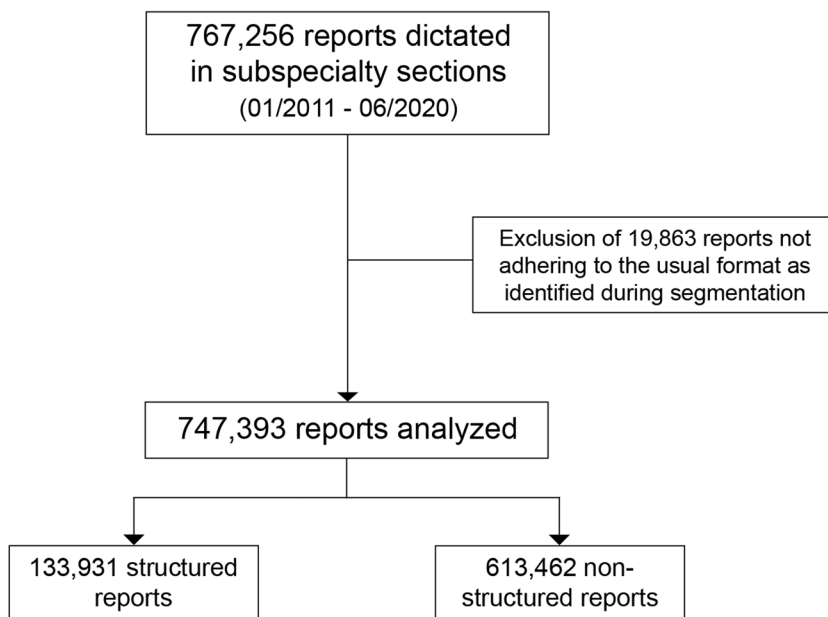 767,256 reports dictated
in subspecialty sections
(01/2011 - 06/2020)
Exclusion of 19,863 reports not
adhering to the usual format as
identified during segmentation
747,393 reports analyzed
133,931 structured
reports
613,462 non-
structured reports